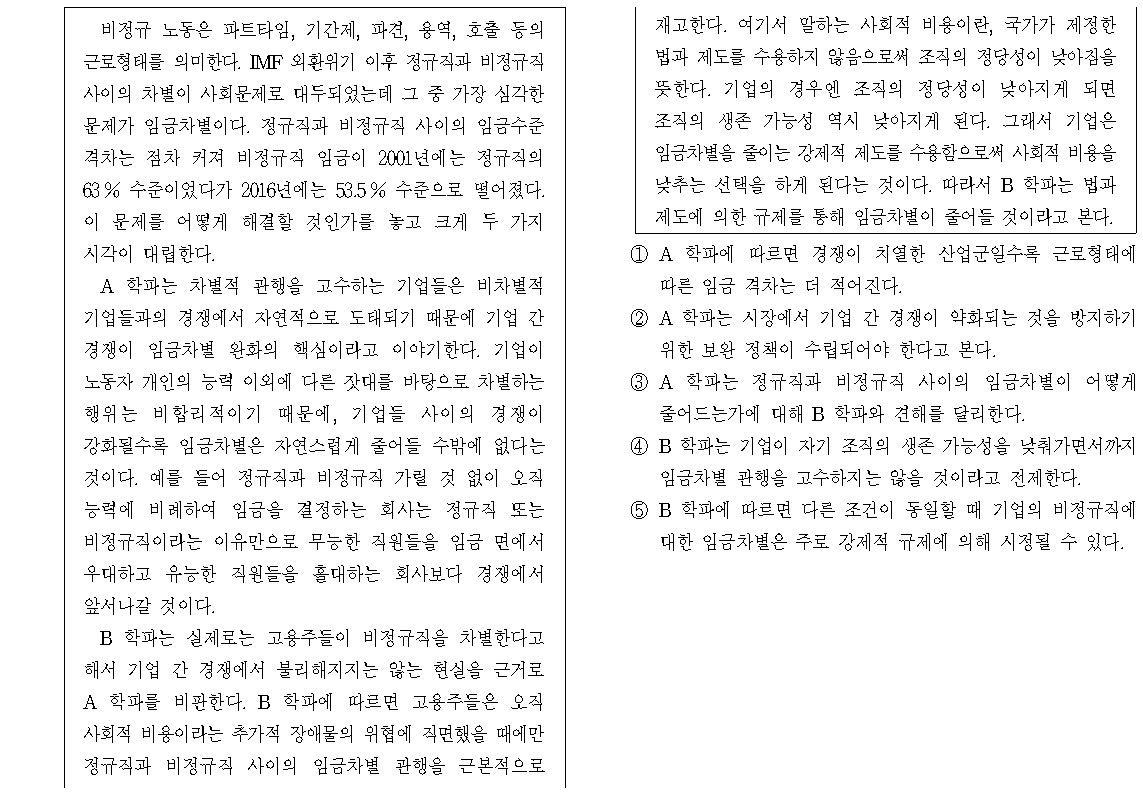 비정규 노동은 파트타임, 기간제, 파견, 용역, 호출 등의
근로형태를 의미한다. IMF 외환위기 이후 정규직과 비정규직
사이의 차별이 사회문제로 대두되었는데 그 중 가장 심각한
문제가 임금차별이다. 정규직과 비정규직 사이의 임금수준
격차는 점차 커져 비정규직 임금이 2001년에는 정규직의
63 % 수준이었다가 2016년에는 53.5 % 수준으로 떨어졌다.
이 문제를 어떻게 해결할 것인가를 놓고 크게 두 가지
시각이 대립한다.
A 학파는 차별적 관행을 고수하는 기업들은 비차별적
기업들과의 경쟁에서 자연적으로 도태되기 때문에 기업 간
경쟁이 임금차별 완화의 핵심이라고 이야기한다. 기업이
노동자 개인의 능력 이외에 다른 잣대를 바탕으로 차별하는
행위는 비합리적이기 때문에, 기업들 사이의 경쟁이
강화될수록 임금차별은 자연스럽게 줄어들 수밖에 없다는
것이다. 예를 들어 정규직과 비정규직 가릴 것 없이 오직
능력에 비례하여 임금을 결정하는 회사는 정규직 또는
비정규직이라는 이유만으로 무능한 직원들을 임금 면에서
우대하고 유능한 직원들을 홀대하는 회사보다 경쟁에서
앞서나갈 것이다.
B 학파는 실제로는 고용주들이 비정규직을 차별한다고
해서 기업 간 경쟁에서 불리해지지는 않는 현실을 근거로
A 학파를 비판한다. B 학파에 따르면 고용주들은 오직
사회적 비용이라는 추가적 장애물의 위협에 직면했을 때에만
정규직과 비정규직 사이의 임금차별 관행을 근본적으로
재고한다. 여기서 말하는 사회적 비용이란, 국가가 제정한
법과 제도를 수용하지 않음으로써 조직의 정당성이 낮아짐을
뜻한다. 기업의 경우엔 조직의 정당성이 낮아지게 되면
조직의 생존 가능성 역시 낮아지게 된다. 그래서 기업은
임금차별을 줄이는 강제적 제도를 수용함으로써 사회적 비용을
낮추는 선택을 하게 된다는 것이다. 따라서 B 학파는 법과
제도에 의한 규제를 통해 임금차별이 줄어들 것이라고 본다.
① A 학파에 따르면 경쟁이 치열한 산업군일수록 근로형태에
따른 임금 격차는 더 적어진다.
② A 학파는 시장에서 기업 간 경쟁이 약화되는 것을 방지하기
위한 보완 정책이 수립되어야 한다고 본다.
③ A 학파는 정규직과 비정규직 사이의 임금차별이 어떻게
줄어드는가에 대해 B 학파와 견해를 달리한다.
④ B 학파는 기업이 자기 조직의 생존 가능성을 낮춰가면서까지
임금차별 관행을 고수하지는 않을 것이라고 전제한다.
⑤ B 학파에 따르면 다른 조건이 동일할 때 기업의 비정규직에
대한 임금차별은 주로 강제적 규제에 의해 시정될 수 있다.